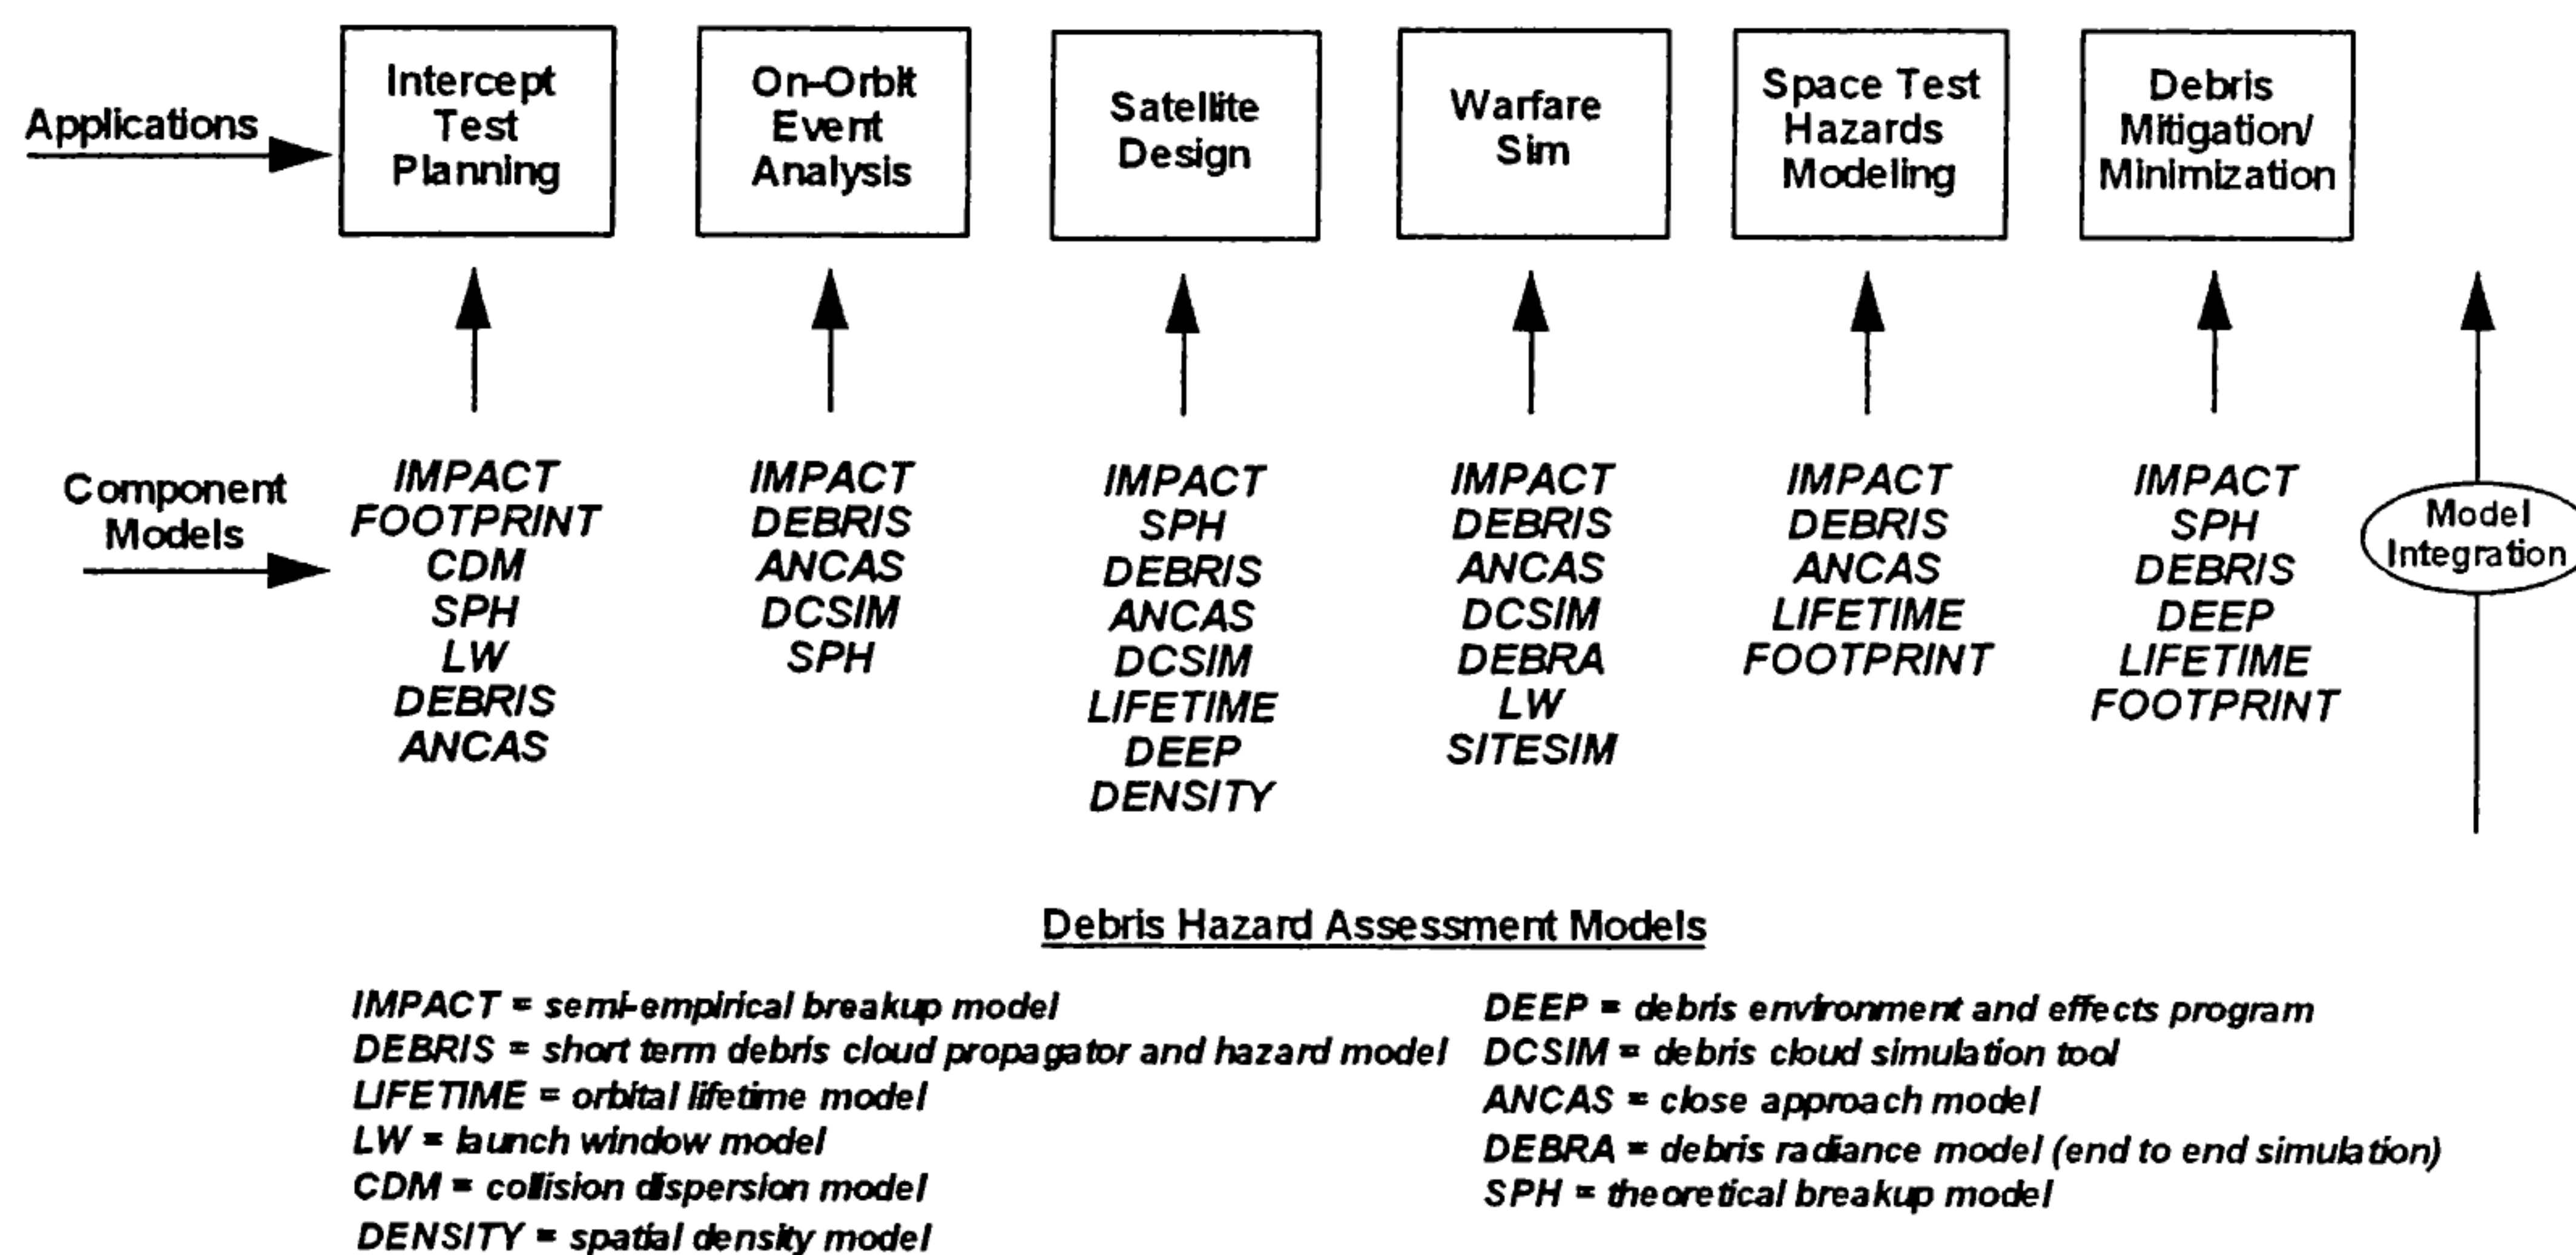 Applications
Intercept
Test
Planning
On-Orbit
Event
Analysis
Satellite
Design
Warfare
Sim
Space Test
Hazards
Modeling
Debris
Mitigation/
Minimization
Component
Models
IMPACT
FOOTPRINT
CDM
SPH
LW
DEBRIS
ANCAS
IMPACT
DEBRIS
ANCAS
DCSIM
SPH
IMPACT
SPH
DEBRIS
ANCAS
DCSIM
LIFETIME
DEEP
DENSITY
IMPACT
DEBRIS
ANCAS
DCSIM
DEBRA
LW
SITESIM
IMPACT
DEBRIS
ANCAS
LIFETIME
FOOTPRINT
IMPACT
SPH
DEBRIS
DEEP
LIFETIME
FOOTPRINT
Model
Integration
Debris Hazard Assessment Models
IMPACT = semi-empirical breakup model
DEBRIS = short term debris cloud propagator and hazard model
LIFETIME = orbital lifetime model
LW = launch window model
CDM = collision dispersion model
DENSITY = spatial density model
DEEP = debris environment and effects program
DCSIM = debris cloud simulation tool
ANCAS = close approach model
DEBRA = debris radiance model (end to end simulation)
SPH = theoretical breakup model